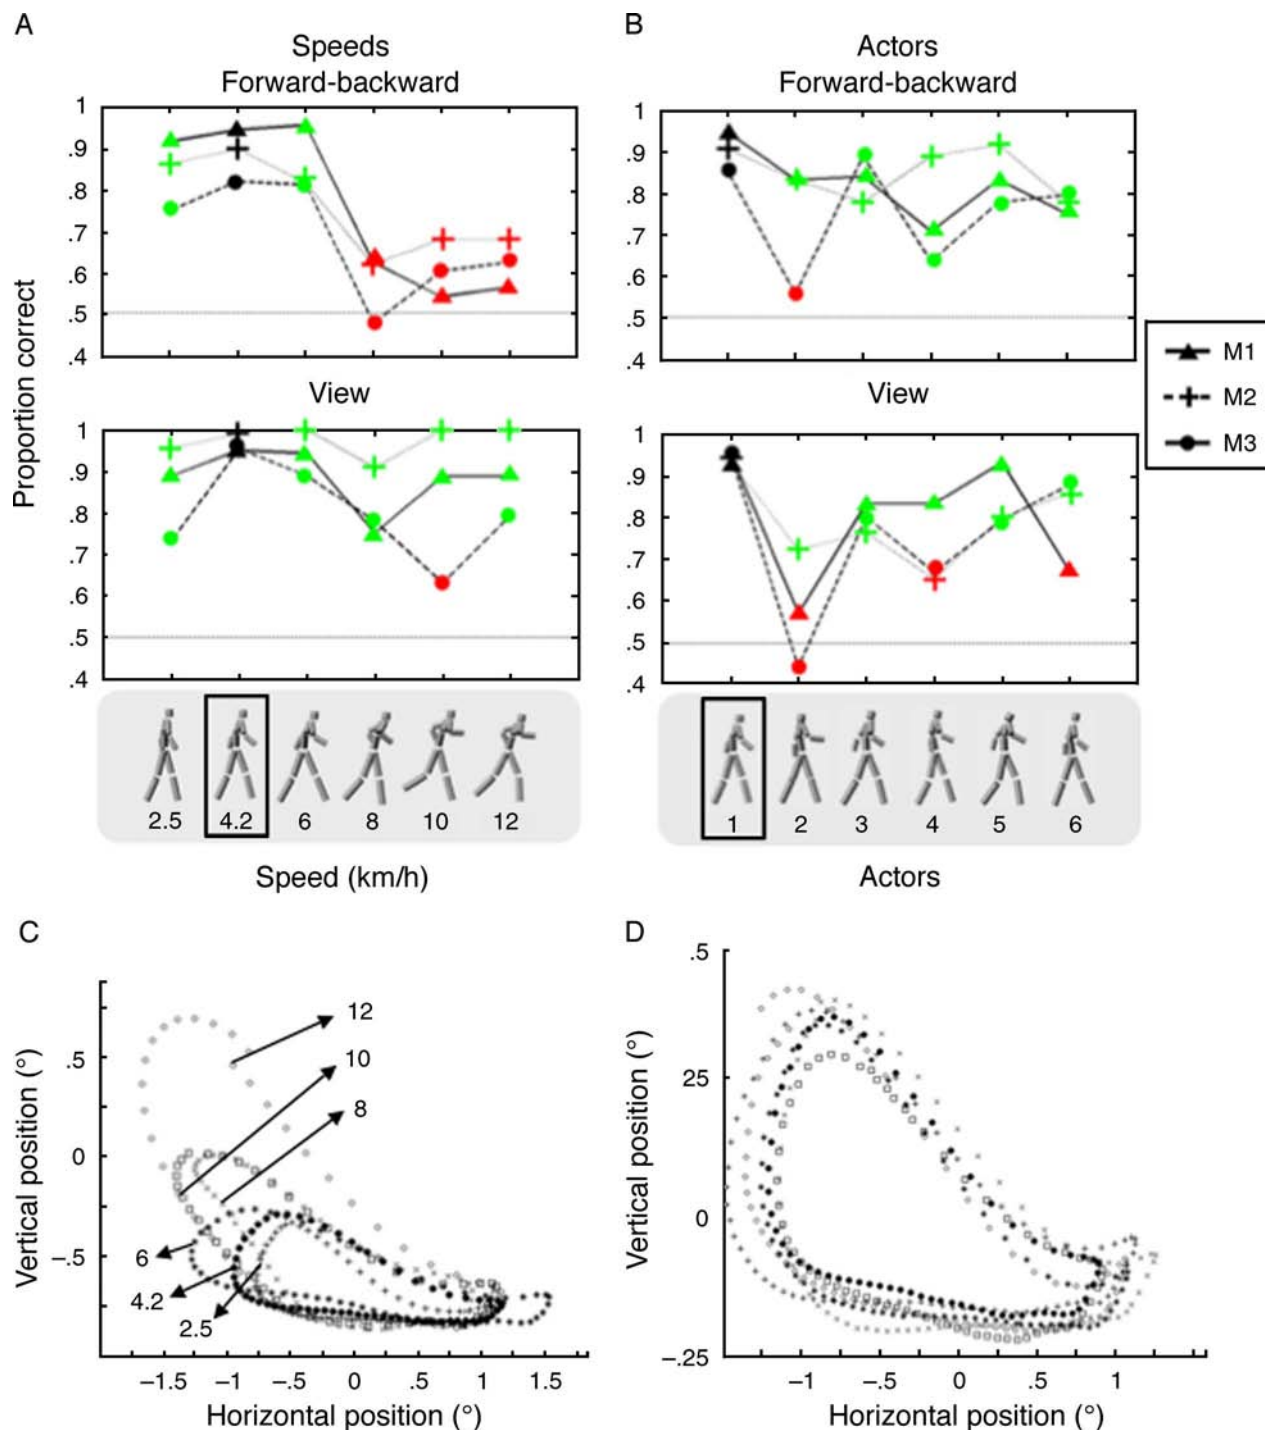 A
Speeds
Forward-backward
1
.9
.8
.7
.6
.5
.4
View
1
.9
.8
.7
.6
.5
.4
Proportion correct
2.5 4.2 6 8 10 12
Speed (km/h)
B
Actors
Forward-backward
1
.9
.8
.7
.6
.5
.4
View
1
.9
.8
.7
.6
.5
.4
1 2 3 4 5 6
Actors
M1
M2
M3
C
12
10
8
6
4.2
2.5
.5
0
–.5
Vertical position (°)
–1.5 –1 –.5 0 .5 1 1.5
Horizontal position (°)
D
.5
25
0
–.25
Vertical position (°)
–1 –.5 0 .5 1
Horizontal position (°)